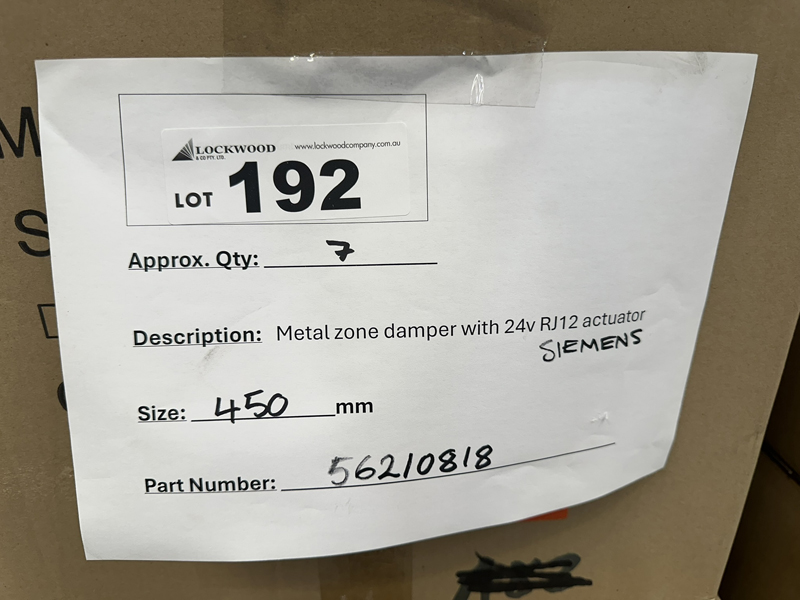 LOCKWOOD
& CO PTY. LTD.
www.lockwoodcompany.com.au
LOT 192
Approx. Qty: 7
Description: Metal zone damper with 24v RJ12 actuator
SIEMENS
Size: 450 mm
Part Number: 56210818